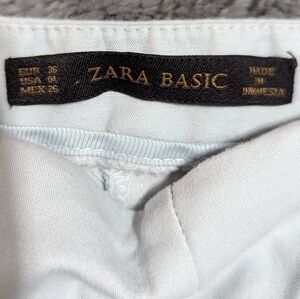 EUR 36
USA 04
MEX 26
ZARA BASIC
MADE
IN
INDONESIA